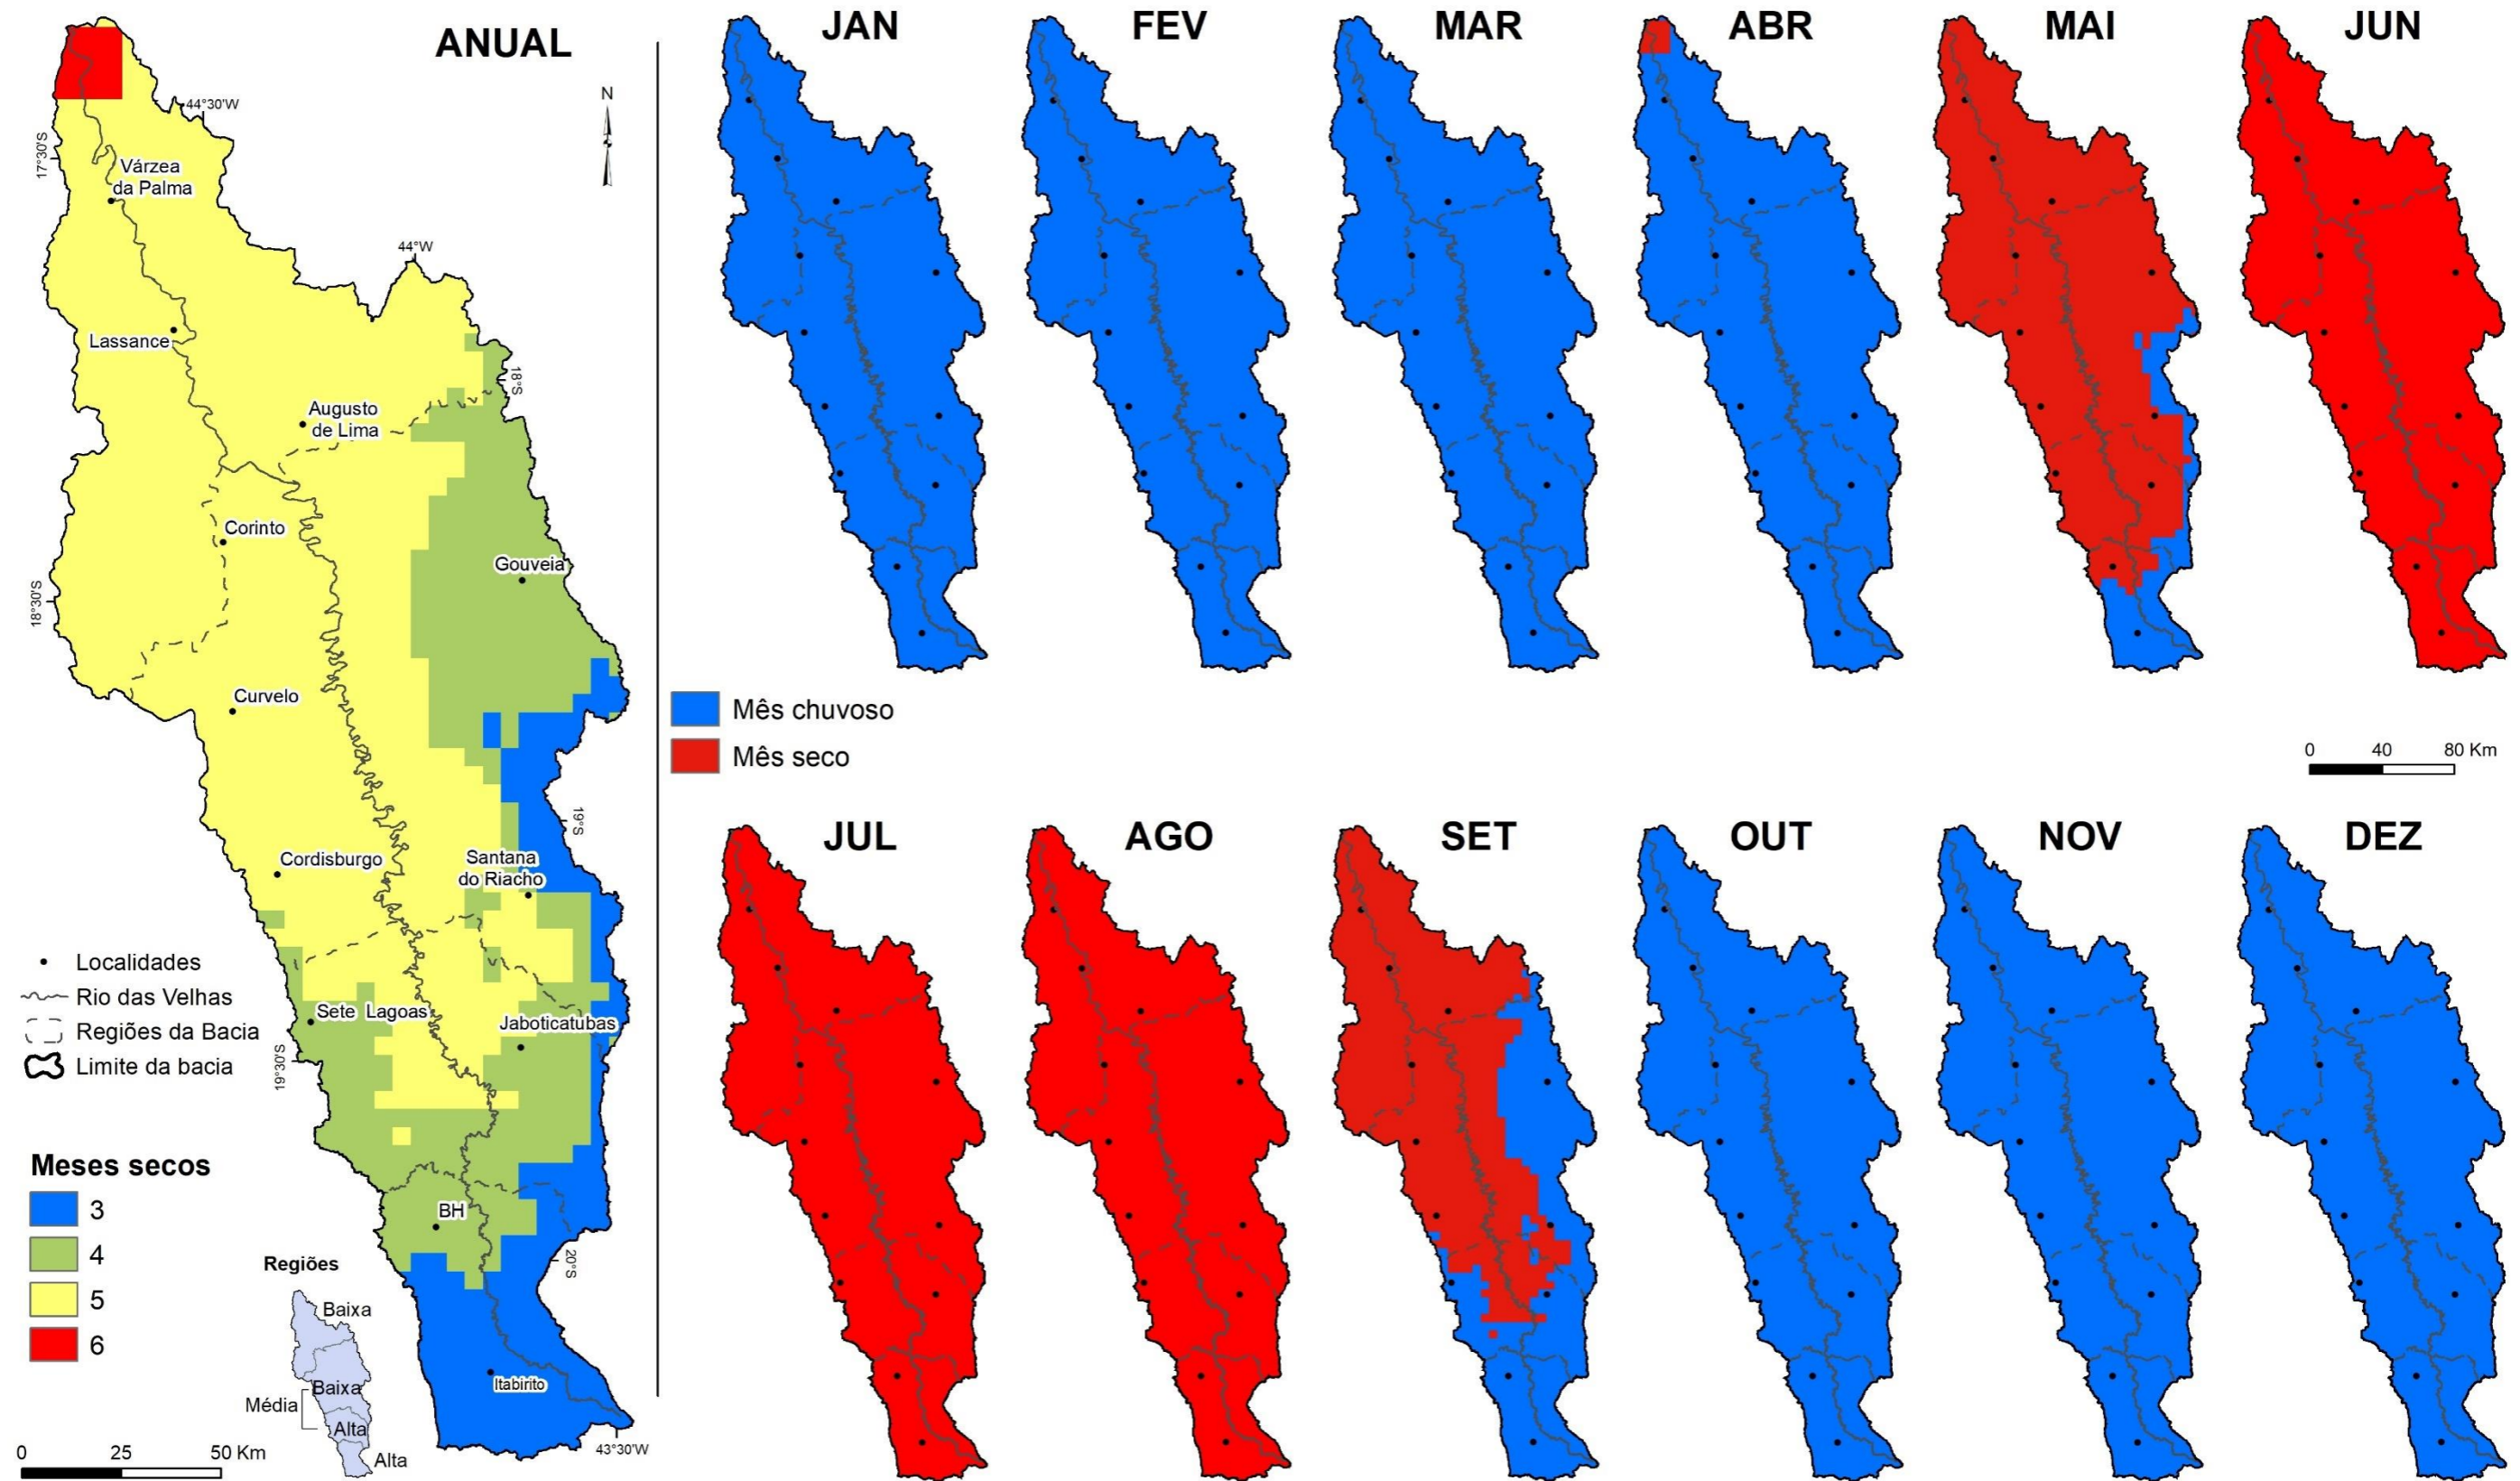 ANUAL
JAN
FEV
MAR
ABR
MAI
JUN
N
44°30'W
17°30'S
Várzea
da Palma
44°W
Lassance
18°S
Augusto
de Lima
Corinto
Gouveia
18°30'S
Curvelo
Mês chuvoso
Mês seco
0 40 80 Km
19°S
JUL
AGO
SET
OUT
NOV
DEZ
Cordisburgo
Santana
do Riacho
Localidades
Rio das Velhas
Regiões da Bacia
Limite da bacia
Sete Lagoas
Jaboticatubas
19°30'S
Meses secos
3
4
5
6
BH
20°S
Regiões
Baixa
Baixa
Média
Alta
Alta
Itabirito
43°30'W
0 25 50 Km